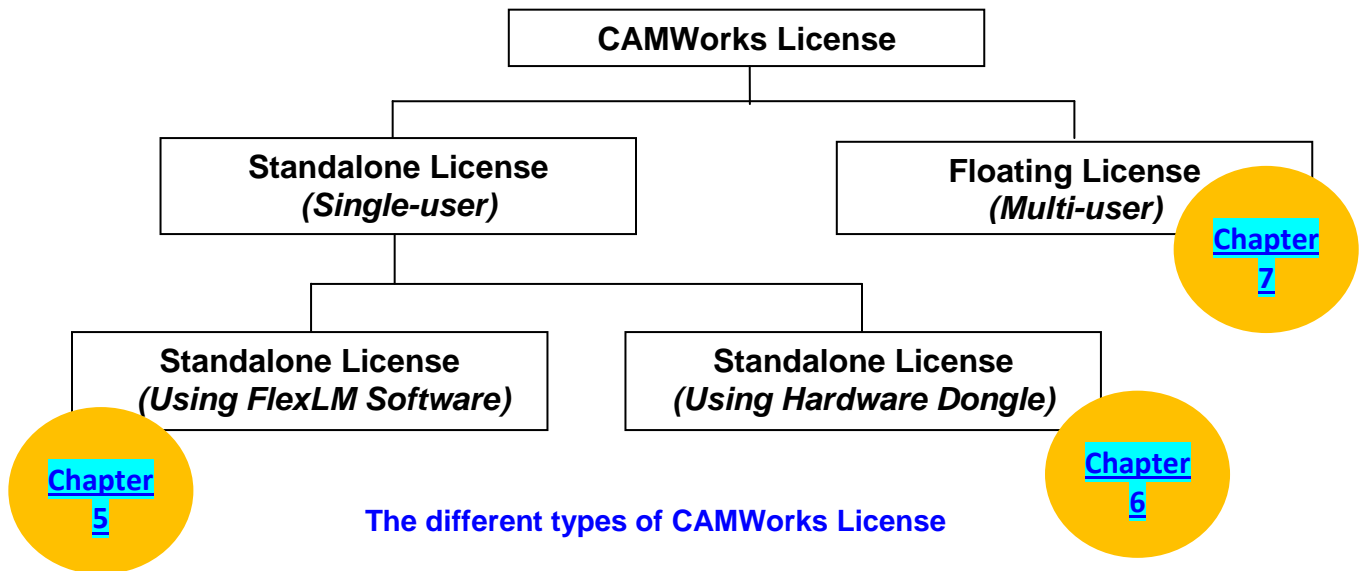 CAMWorks License
Standalone License
(Single-user)
Floating License
(Multi-user)
Chapter
7
Standalone License
(Using FlexLM Software)
Standalone License
(Using Hardware Dongle)
Chapter
5
Chapter
6
The different types of CAMWorks License